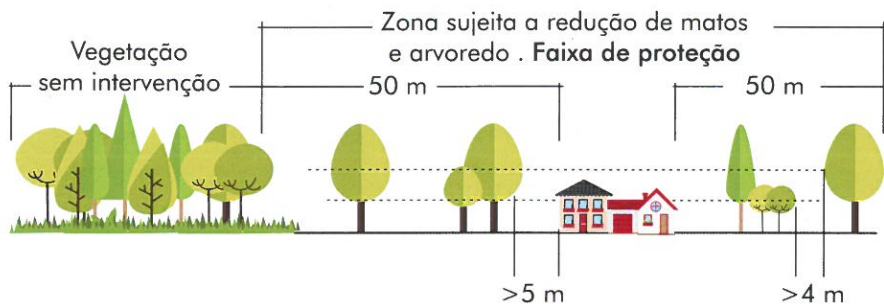 Zona sujeita a redução de matos
e arvoredo . Faixa de proteção
Vegetação
sem intervenção
50 m
50 m
>5 m
>4 m